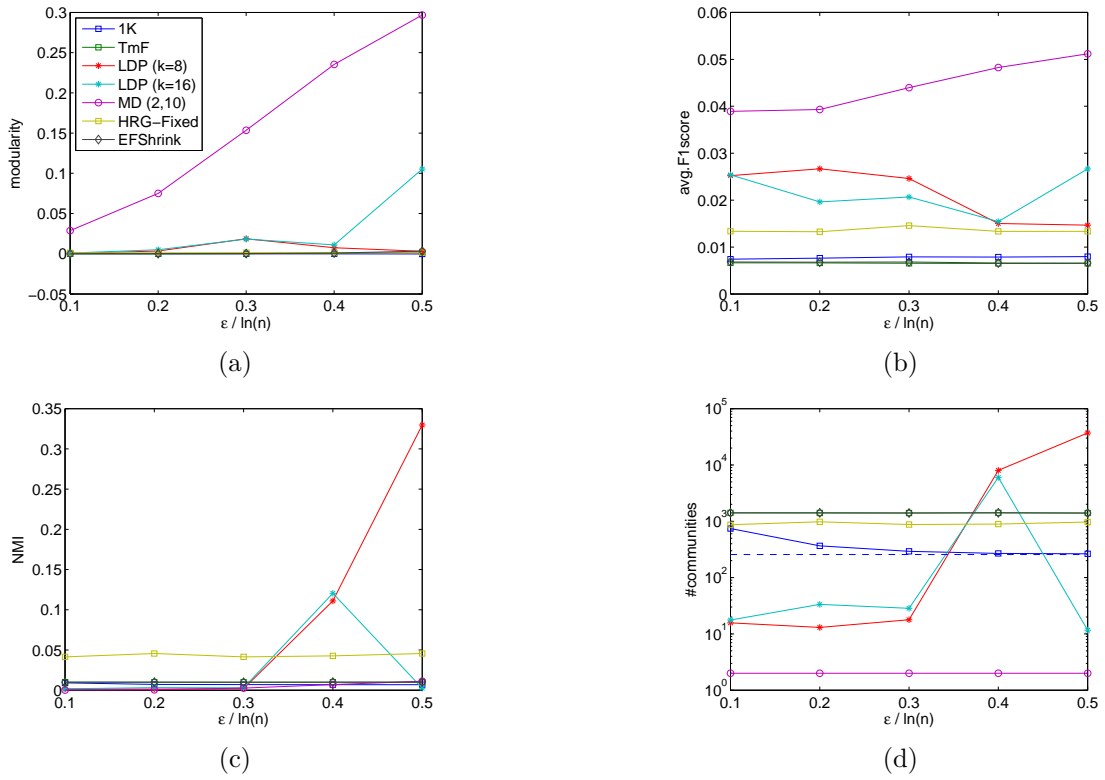 0.3
0.25
0.2
0.15
0.1
0.05
0
−0.05
modularity
1K
TmF
LDP (k=8)
LDP (k=16)
MD (2,10)
HRG−Fixed
EFShrink
0.1 0.2 0.3 0.4 0.5
ε / ln(n)
(a)
0.06
0.05
0.04
0.03
0.02
0.01
0
avg.F1score
0.1 0.2 0.3 0.4 0.5
ε / ln(n)
(b)
0.35
0.3
0.25
0.2
0.15
0.1
0.05
0
NMI
0.1 0.2 0.3 0.4 0.5
ε / ln(n)
(c)
10^5
10^4
10^3
10^2
10^1
10^0
#communities
0.1 0.2 0.3 0.4 0.5
ε / ln(n)
(d)